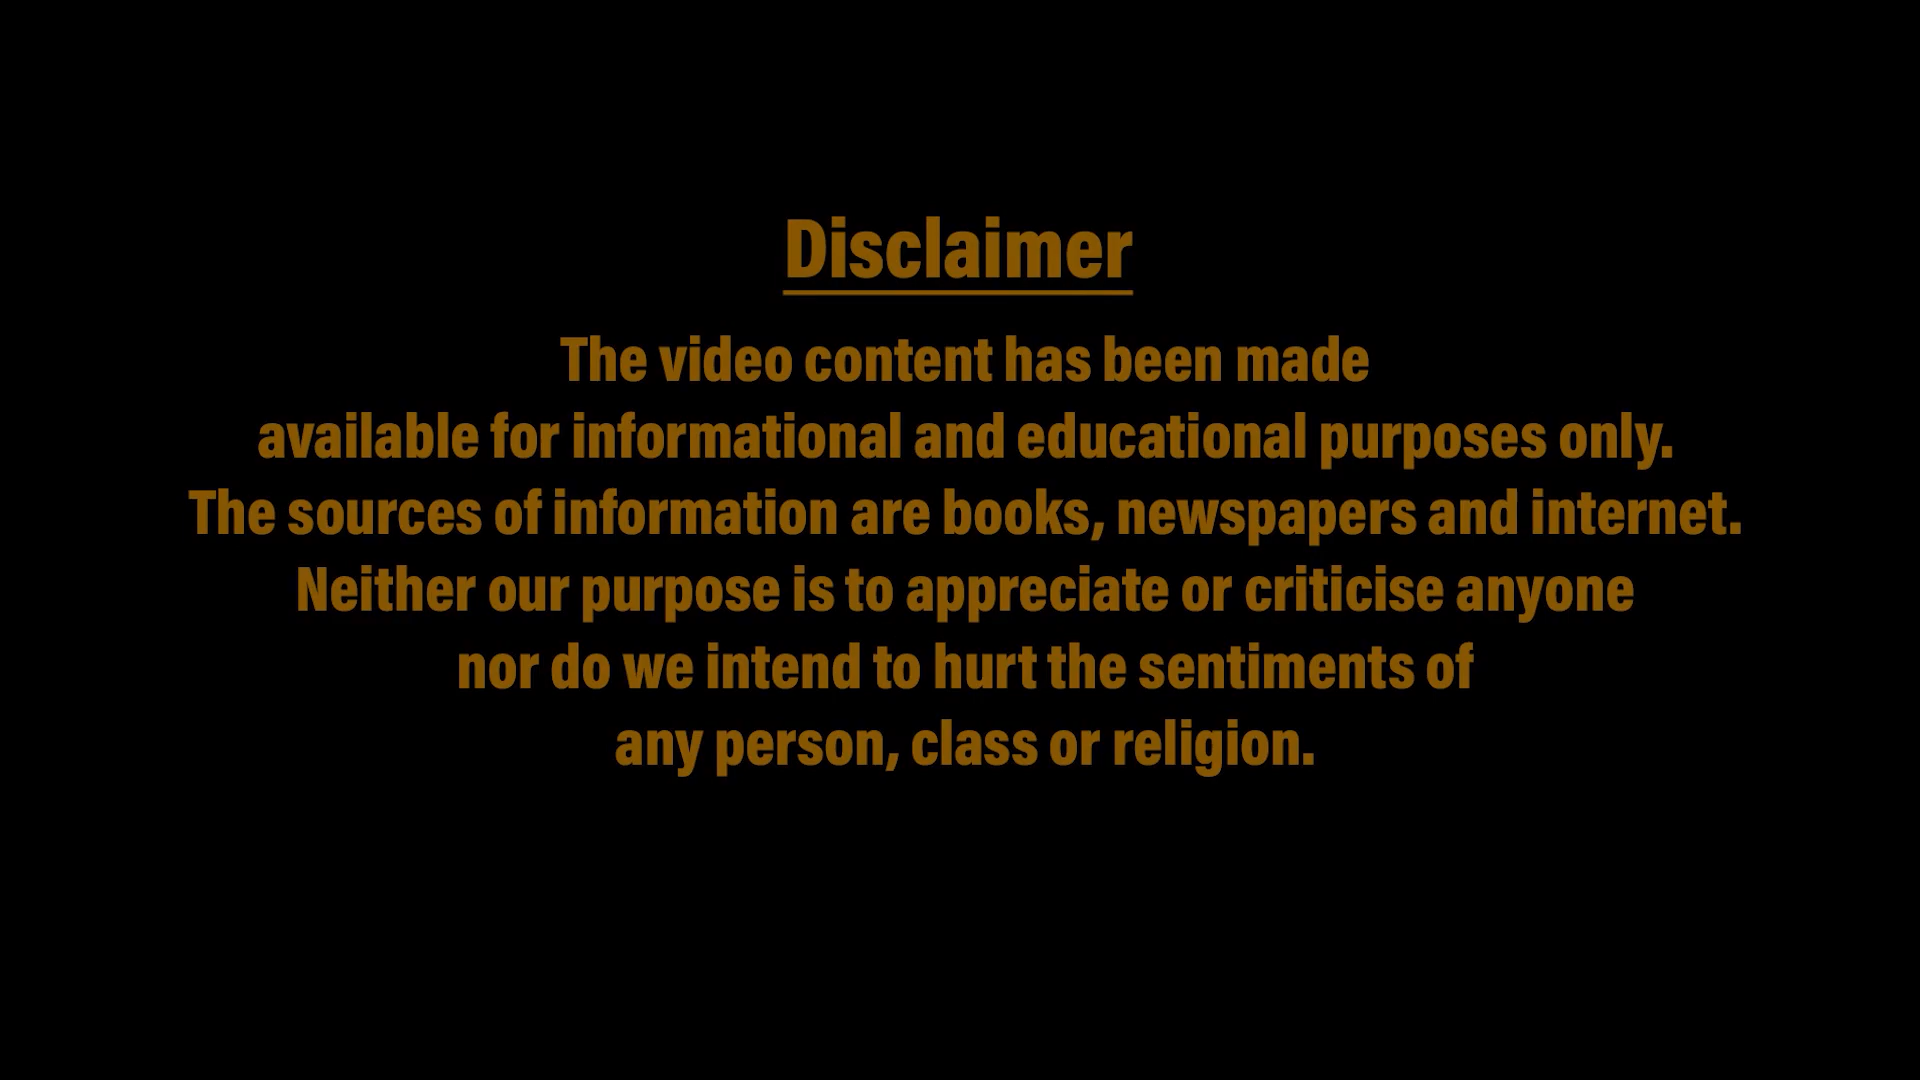 Disclaimer
The video content has been made
available for informational and educational purposes only.
The sources of information are books, newspapers and internet.
Neither our purpose is to appreciate or criticise anyone
nor do we intend to hurt the sentiments of
any person, class or religion.